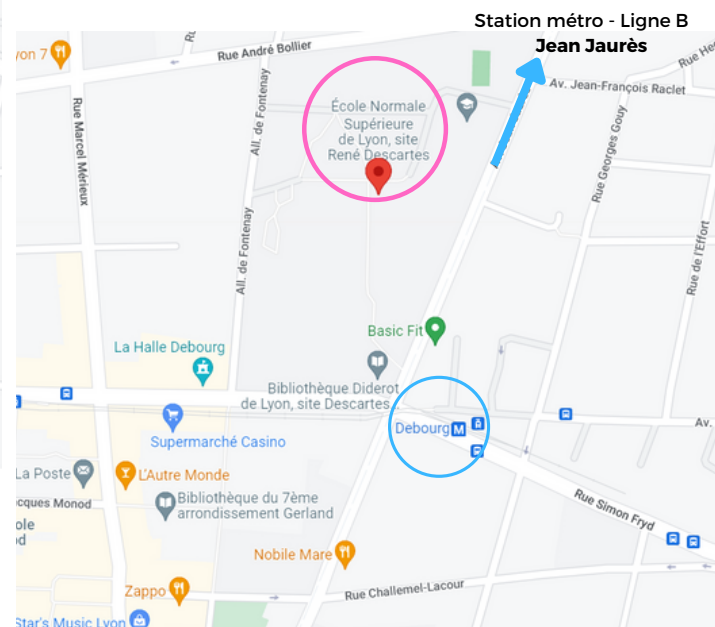 Station métro - Ligne B
Jean Jaurès
Rue André Bollier
yon 7
Av. Jean-François Raclet
École Normale
Supérieure
de Lyon, site
René Descartes
Rue Marcel Mérieux
All. de Fontenay
Rue Georges Gouy
All. de Fontenay
Rue de l'Effort
Basic Fit
La Halle Debourg
Bibliothèque Diderot
de Lyon, site Descartes
Debourg M
Av.
Supermarché Casino
La Poste
L'Autre Monde
cques Monod
Bibliothèque du 7ème
arrondissement Gerland
Rue Simon Fryd
ole
Nobile Mare
Zappo
Rue Challemel-Lacour
Star's Music Lyon